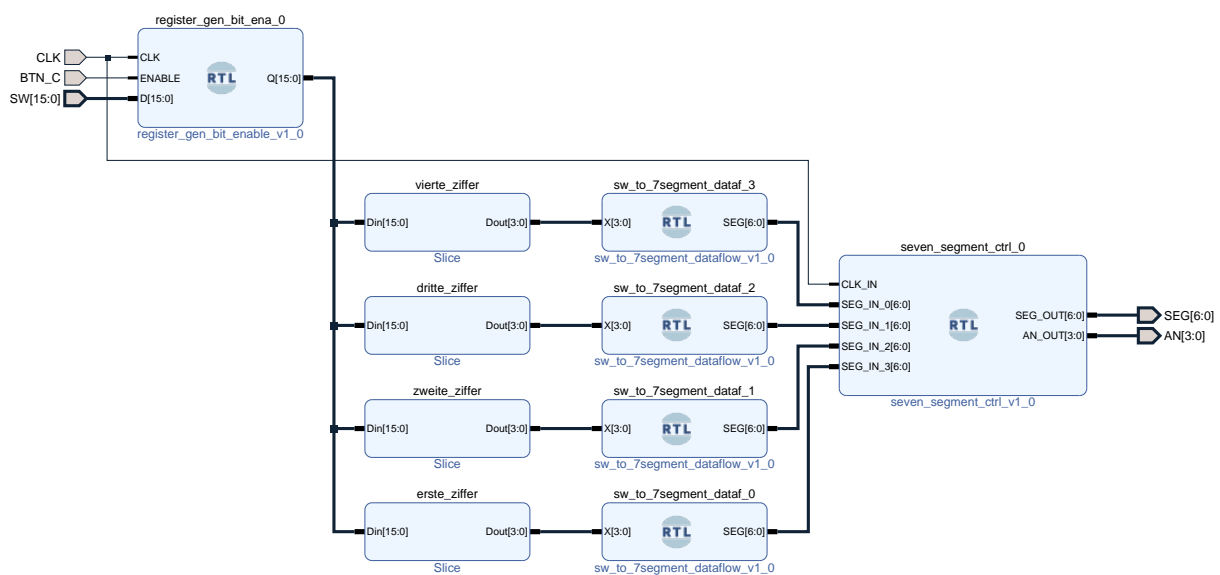 register_gen_bit_ena_0
CLK
BTN_C
SW[15:0]
CLK
ENABLE
D[15:0]
RTL
Q[15:0]
register_gen_bit_enable_v1_0
vierte_ziffer
Din[15:0]
Dout[3:0]
Slice
sw_to_7segment_dataf_3
X[3:0]
RTL
SEG[6:0]
sw_to_7segment_dataflow_v1_0
dritte_ziffer
Din[15:0]
Dout[3:0]
Slice
sw_to_7segment_dataf_2
X[3:0]
RTL
SEG[6:0]
sw_to_7segment_dataflow_v1_0
zweite_ziffer
Din[15:0]
Dout[3:0]
Slice
sw_to_7segment_dataf_1
X[3:0]
RTL
SEG[6:0]
sw_to_7segment_dataflow_v1_0
erste_ziffer
Din[15:0]
Dout[3:0]
Slice
sw_to_7segment_dataf_0
X[3:0]
RTL
SEG[6:0]
sw_to_7segment_dataflow_v1_0
seven_segment_ctrl_0
CLK_IN
SEG_IN_0[6:0]
SEG_IN_1[6:0]
SEG_IN_2[6:0]
SEG_IN_3[6:0]
RTL
SEG_OUT[6:0]
AN_OUT[3:0]
seven_segment_ctrl_v1_0
SEG[6:0]
AN[3:0]